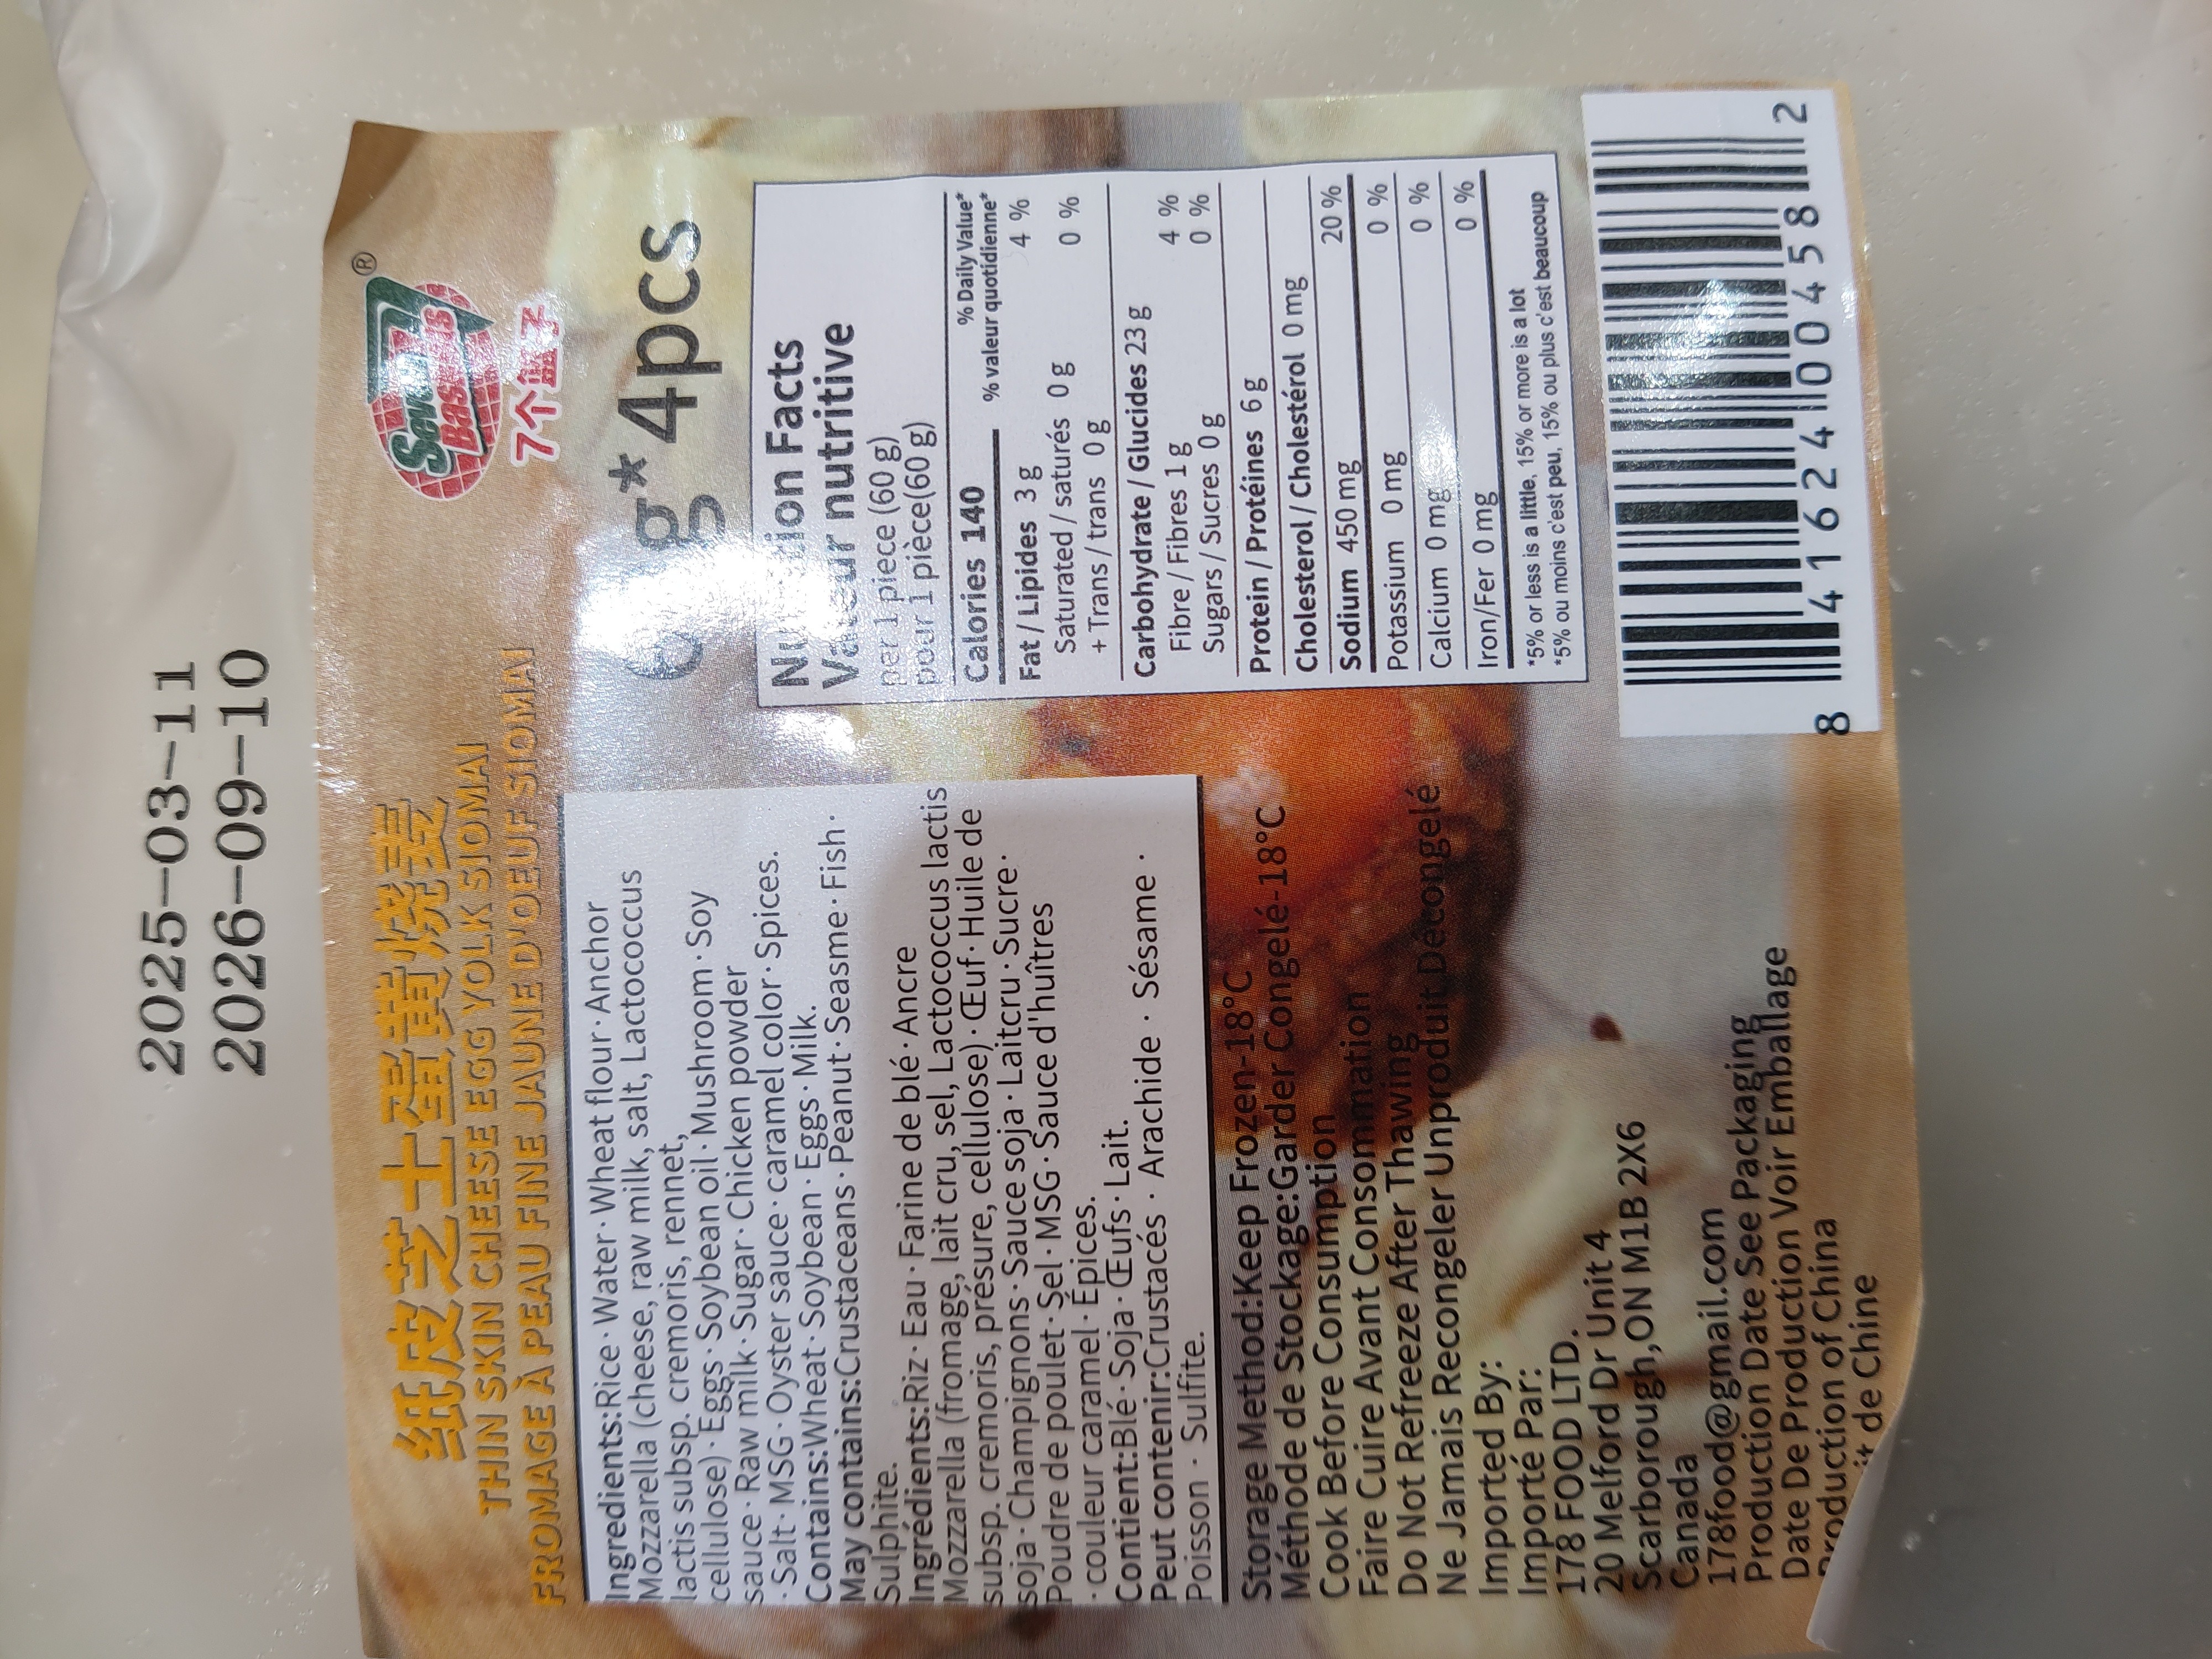 2025-03-11
2026-09-10
Seven
Baskets
®
7个篮子
纸皮芝士蛋黄烧卖
THIN SKIN CHEESE EGG YOLK SIOMAI
FROMAGE À PEAU FINE JAUNE D'OEUF SIOMAI
g*4pcs
Ingredients:Rice·Water·Wheat flour·Anchor
Mozzarella (cheese, raw milk, salt, Lactococcus
lactis subsp. cremoris, rennet,
cellulose)·Eggs·Soybean oil·Mushroom·Soy
sauce·Raw milk·Sugar·Chicken powder
·Salt·MSG·Oyster sauce·caramel color·Spices.
Contains:Wheat·Soybean·Eggs·Milk.
May contains:Crustaceans·Peanut·Seasme·Fish·
Sulphite.
Ingrédients:Riz·Eau·Farine de blé·Ancre
Mozzarella (fromage, lait cru, sel, Lactococcus lactis
subsp. cremoris, présure, cellulose)·Œuf·Huile de
soja·Champignons·Sauce soja·Laitcru·Sucre·
Poudre de poulet·Sel·MSG·Sauce d'huîtres
·couleur caramel·Épices.
Contient:Blé·Soja·Œufs·Lait.
Peut contenir:Crustacés·Arachide·Sésame·
Poisson·Sulfite.
Storage Method:Keep Frozen-18°C
Méthode de Stockage:Garder Congelé-18°C
Cook Before Consumption
Faire Cuire Avant Consommation
Do Not Refreeze After Thawing
Ne Jamais Recongeler Unproduit Décongelé
Imported By:
Importé Par:
178 FOOD LTD.
20 Melford Dr Unit 4
Scarborough,ON M1B 2X6
Canada
178food@gmail.com
Production Date See Packaging
Date De Production Voir Emballage
Production of China
de Chine
Nutrition Facts
Valeur nutritive
per 1 piece (60 g)
pour 1 pièce(60 g)
Calories 140
% Daily Value*
% valeur quotidienne*
Fat / Lipides 3 g 4 %
Saturated / saturés 0 g
+ Trans / trans 0 g 0 %
Carbohydrate / Glucides 23 g
Fibre / Fibres 1 g 4 %
Sugars / Sucres 0 g 0 %
Protein / Protéines 6 g
Cholesterol / Cholestérol 0 mg
Sodium 450 mg 20 %
Potassium 0 mg 0 %
Calcium 0 mg 0 %
Iron/Fer 0 mg 0 %
*5% or less is a little, 15% or more is a lot
*5% ou moins c'est peu, 15% ou plus c'est beaucoup
8 41624 00458 2